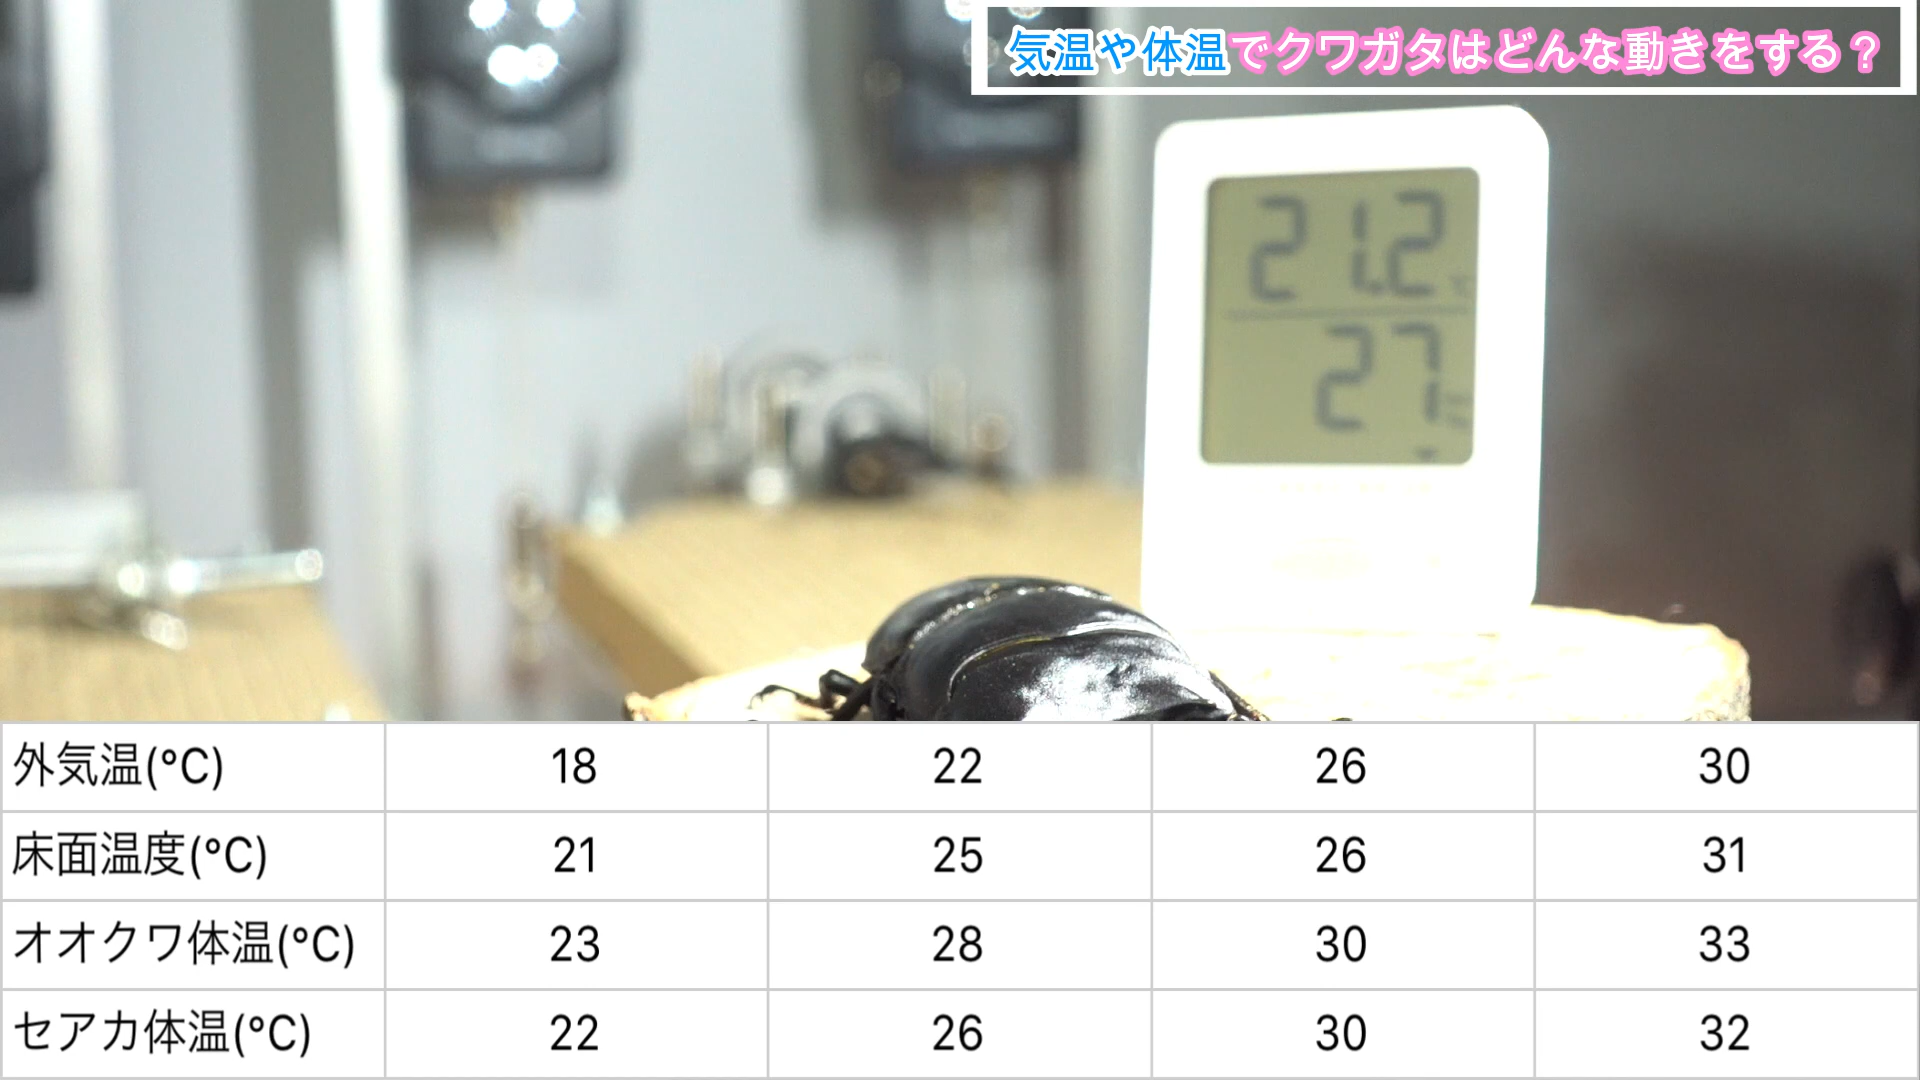 気温や体温でクワガタはどんな動きをする？
21.2 ℃
27
外気温(°C) 18 22 26 30
床面温度(°C) 21 25 26 31
オオクワ体温(°C) 23 28 30 33
セアカ体温(°C) 22 26 30 32